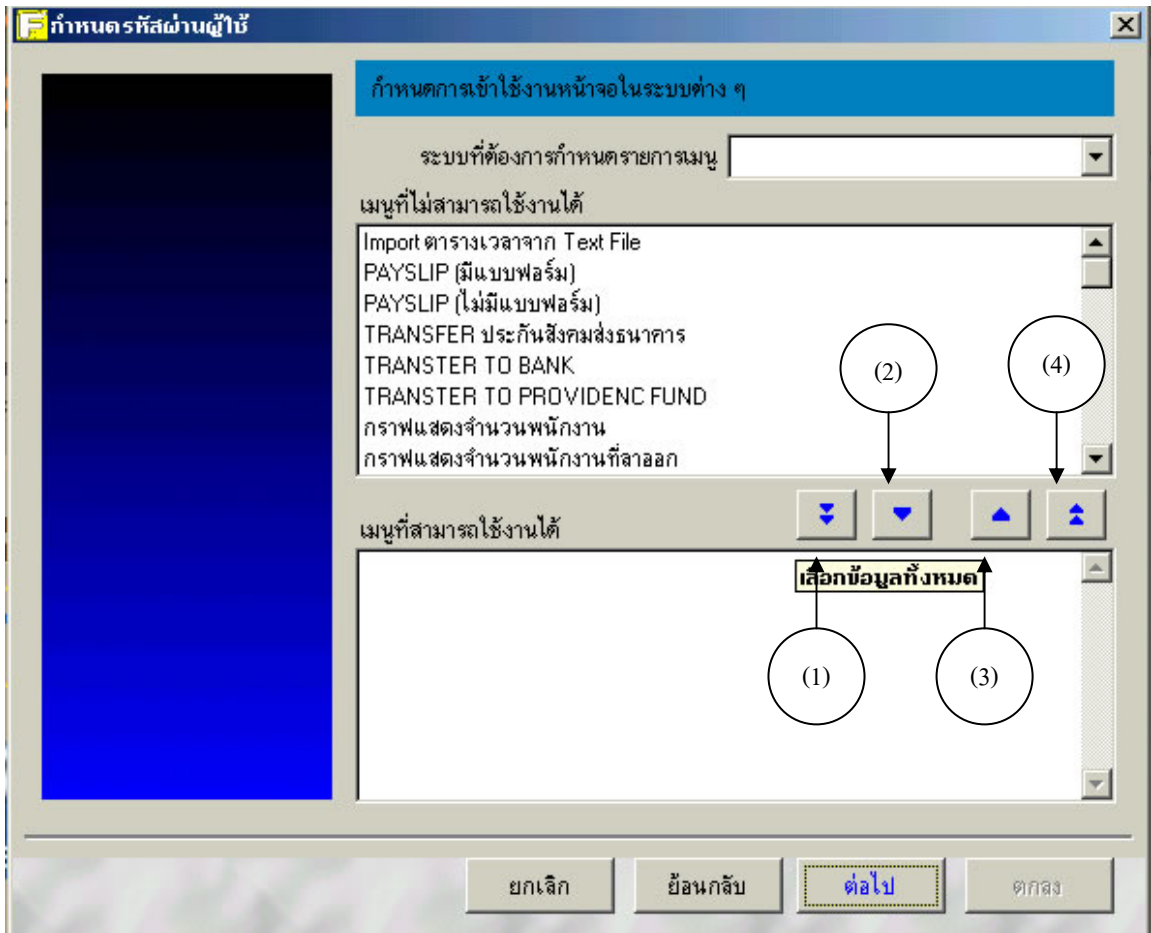 กำหนดรหัสผ่านผู้ใช้
กำหนดการเข้าใช้งานหน้าจอในระบบต่าง ๆ
ระบบที่ต้องการกำหนดรายการเมนู
เมนูที่ไม่สามารถใช้งานได้
Import ตารางเวลาจาก Text File
PAYSLIP (มีแบบฟอร์ม)
PAYSLIP (ไม่มีแบบฟอร์ม)
TRANSFER ประกันสังคมส่งธนาคาร
TRANSTER TO BANK
TRANSTER TO PROVIDENC FUND
กราฟแสดงจำนวนพนักงาน
กราฟแสดงจำนวนพนักงานที่ลาออก
(2)
(4)
เมนูที่สามารถใช้งานได้
เลือกข้อมูลทั้งหมด
(1)
(3)
ยกเลิก
ย้อนกลับ
ต่อไป
ตกลง